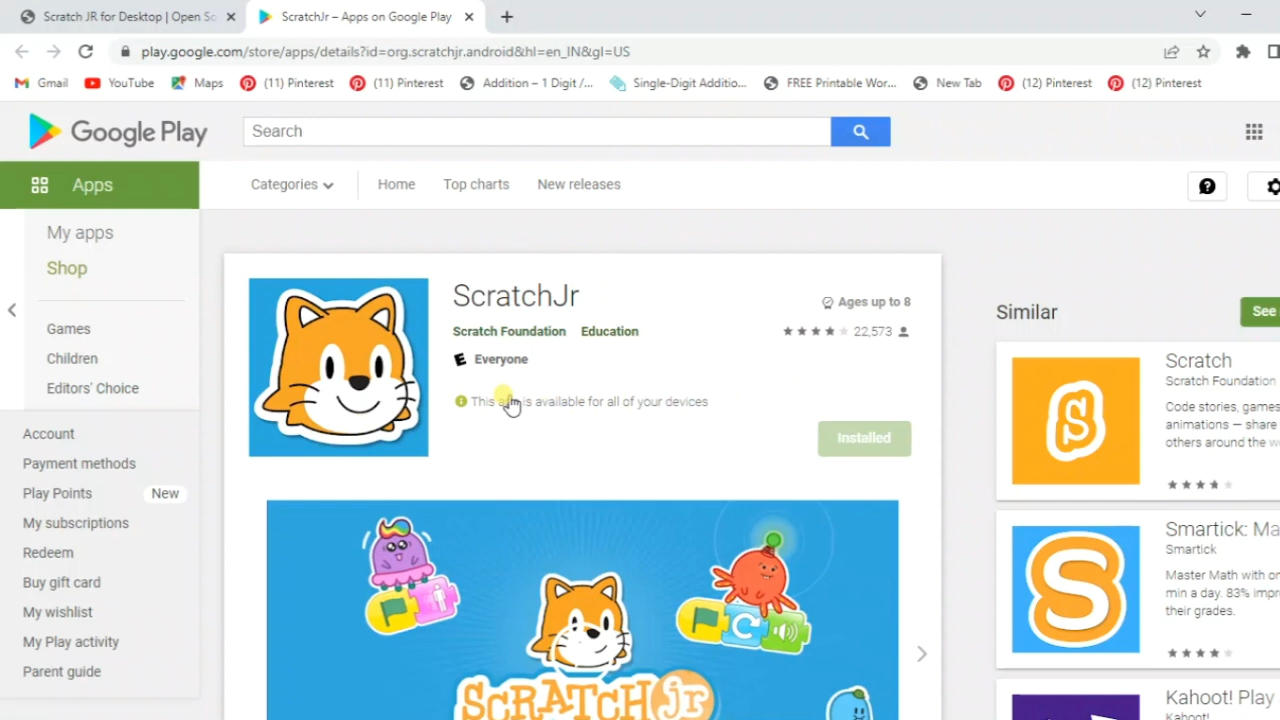 Scratch JR for Desktop | Open So
ScratchJr – Apps on Google Play
play.google.com/store/apps/details?id=org.scratchjr.android&hl=en_IN&gl=US
Gmail
YouTube
Maps
(11) Pinterest
(11) Pinterest
Addition – 1 Digit /...
Single-Digit Additio...
FREE Printable Wor...
New Tab
(12) Pinterest
(12) Pinterest
Google Play
Search
Apps
Categories
Home
Top charts
New releases
My apps
Shop
Games
Children
Editors' Choice
Account
Payment methods
Play Points
New
My subscriptions
Redeem
Buy gift card
My wishlist
My Play activity
Parent guide
ScratchJr
Ages up to 8
Scratch Foundation
Education
22,573
E
Everyone
This app is available for all of your devices
Installed
SCRATCH jr
Similar
See
Scratch
Scratch Foundation
Code stories, games
animations — share
others around the w
Smartick: Ma
Smartick
Master Math with on
min a day. 83% impr
their grades.
Kahoot! Play
Kahoot!